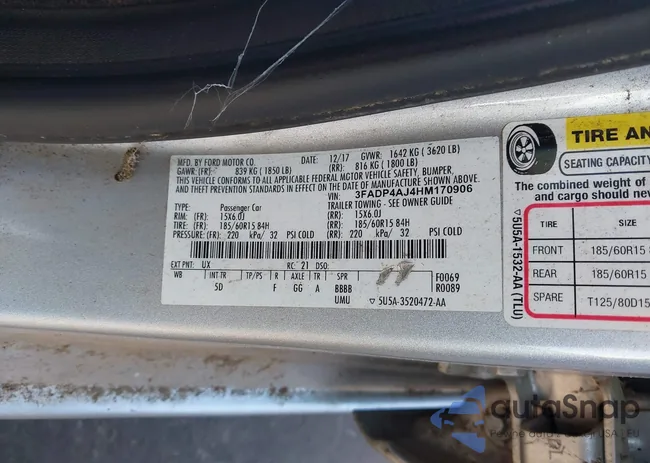 MFD. BY FORD MOTOR CO.
DATE: 12/17 GVWR: 1642 KG ( 3620 LB)
GAWR:(FR): 839 KG ( 1850 LB) (RR): 816 KG ( 1800 LB)
THIS VEHICLE CONFORMS TO ALL APPLICABLE FEDERAL MOTOR VEHICLE SAFETY, BUMPER,
AND THEFT PREVENTION STANDARDS IN EFFECT ON THE DATE OF MANUFACTURE SHOWN ABOVE.
VIN: 3FADP4AJ4HM170906
TYPE: Passenger Car TRAILER TOWING - SEE OWNER GUIDE
RIM: (FR): 15X6.0J (RR): 15X6.0J
TIRE: (FR): 185/60R15 84H (RR): 185/60R15 84H
PRESSURE:(FR): 220 kPa/ 32 PSI COLD (RR): 220 kPa/ 32 PSI COLD
EXT PNT: UX RC: 21 DSO:
WB INT TR TP/PS R AXLE TR SPR F0069
5D F GG A BBBB R0089
UMU ▽ 5U5A-3520472-AA
▽ 5U5A-1532-AA (TLU)
TIRE AN
SEATING CAPACITY
The combined weight of
and cargo should neve
TIRE SIZE
FRONT 185/60R15
REAR 185/60R15
SPARE T125/80D15
autoSnap